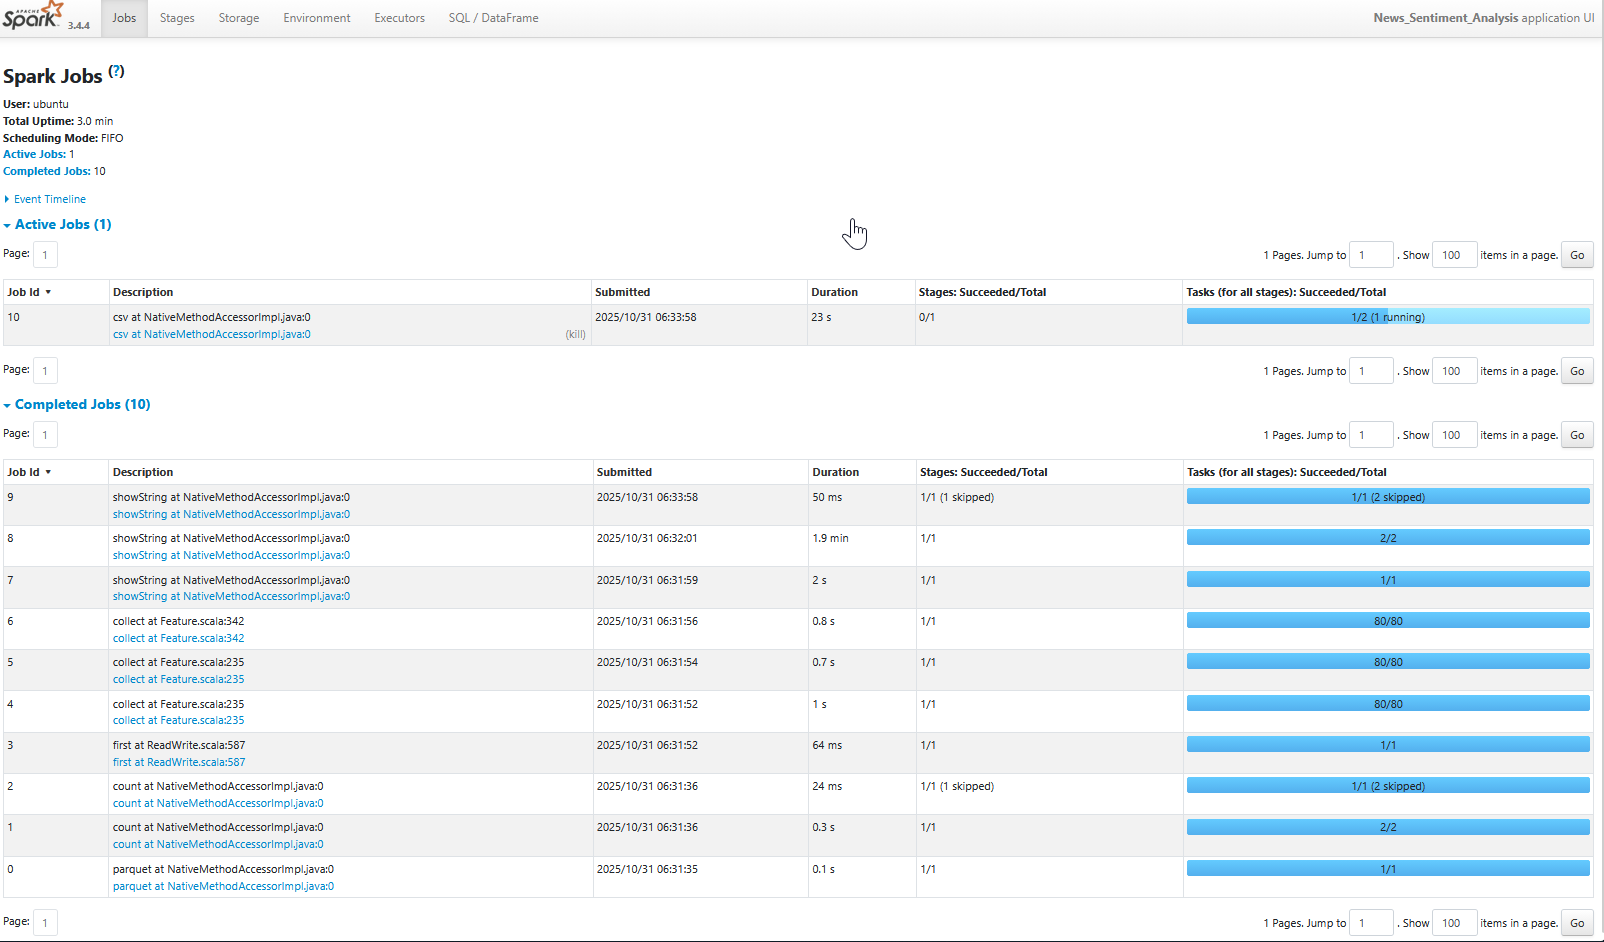 APACHE
Spark 3.4.4 Jobs Stages Storage Environment Executors SQL / DataFrame News_Sentiment_Analysis application UI
Spark Jobs (?)
User: ubuntu
Total Uptime: 3.0 min
Scheduling Mode: FIFO
Active Jobs: 1
Completed Jobs: 10
Event Timeline
Active Jobs (1)
Page: 1 1 Pages. Jump to 1 . Show 100 items in a page. Go
Job Id Description Submitted Duration Stages: Succeeded/Total Tasks (for all stages): Succeeded/Total
10 csv at NativeMethodAccessorImpl.java:0 2025/10/31 06:33:58 23 s 0/1 1/2 (1 running)
csv at NativeMethodAccessorImpl.java:0 (kill)
Page: 1 1 Pages. Jump to 1 . Show 100 items in a page. Go
Completed Jobs (10)
Page: 1 1 Pages. Jump to 1 . Show 100 items in a page. Go
Job Id Description Submitted Duration Stages: Succeeded/Total Tasks (for all stages): Succeeded/Total
9 showString at NativeMethodAccessorImpl.java:0 2025/10/31 06:33:58 50 ms 1/1 (1 skipped) 1/1 (2 skipped)
showString at NativeMethodAccessorImpl.java:0
8 showString at NativeMethodAccessorImpl.java:0 2025/10/31 06:32:01 1.9 min 1/1 2/2
showString at NativeMethodAccessorImpl.java:0
7 showString at NativeMethodAccessorImpl.java:0 2025/10/31 06:31:59 2 s 1/1 1/1
showString at NativeMethodAccessorImpl.java:0
6 collect at Feature.scala:342 2025/10/31 06:31:56 0.8 s 1/1 80/80
collect at Feature.scala:342
5 collect at Feature.scala:235 2025/10/31 06:31:54 0.7 s 1/1 80/80
collect at Feature.scala:235
4 collect at Feature.scala:235 2025/10/31 06:31:52 1 s 1/1 80/80
collect at Feature.scala:235
3 first at ReadWrite.scala:587 2025/10/31 06:31:52 64 ms 1/1 1/1
first at ReadWrite.scala:587
2 count at NativeMethodAccessorImpl.java:0 2025/10/31 06:31:36 24 ms 1/1 (1 skipped) 1/1 (2 skipped)
count at NativeMethodAccessorImpl.java:0
1 count at NativeMethodAccessorImpl.java:0 2025/10/31 06:31:36 0.3 s 1/1 2/2
count at NativeMethodAccessorImpl.java:0
0 parquet at NativeMethodAccessorImpl.java:0 2025/10/31 06:31:35 0.1 s 1/1 1/1
parquet at NativeMethodAccessorImpl.java:0
Page: 1 1 Pages. Jump to 1 . Show 100 items in a page. Go